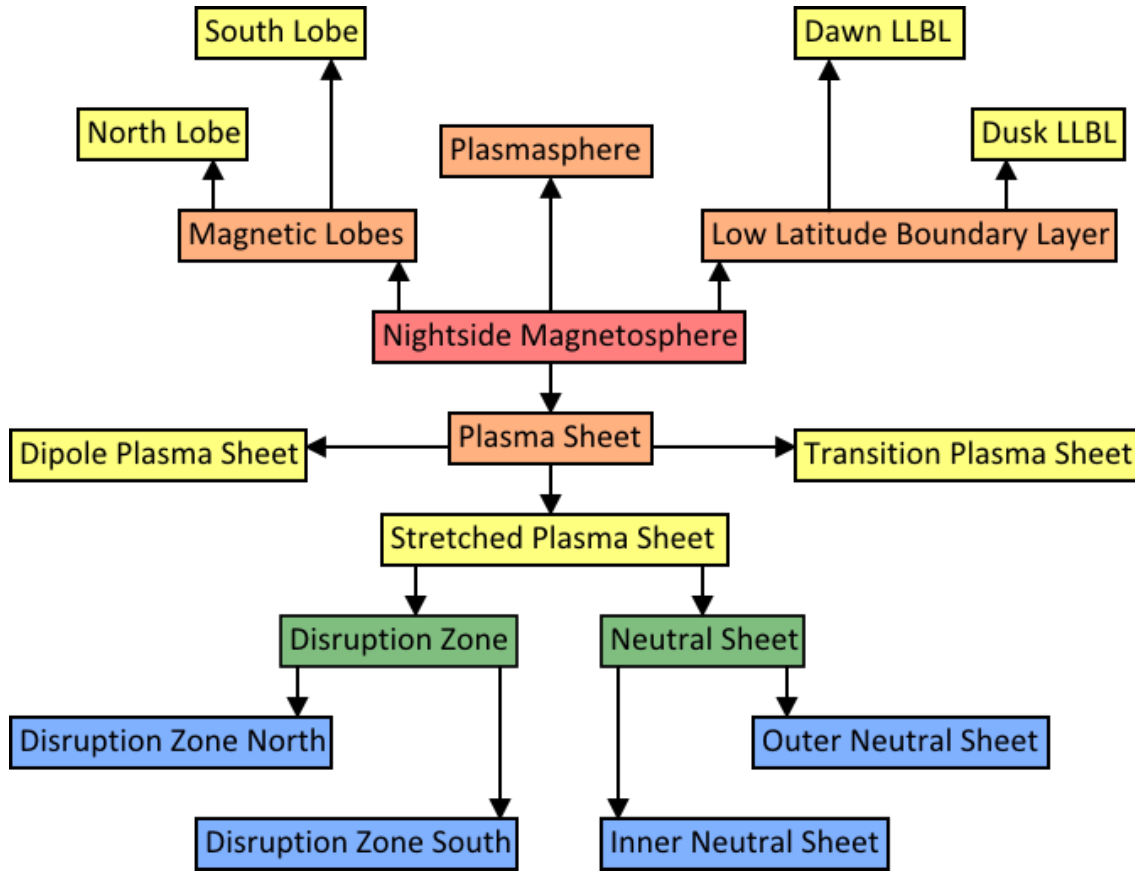 South Lobe
Dawn LLBL
North Lobe
Plasmasphere
Dusk LLBL
Magnetic Lobes
Low Latitude Boundary Layer
Nightside Magnetosphere
Plasma Sheet
Dipole Plasma Sheet
Transition Plasma Sheet
Stretched Plasma Sheet
Disruption Zone
Neutral Sheet
Disruption Zone North
Outer Neutral Sheet
Disruption Zone South
Inner Neutral Sheet